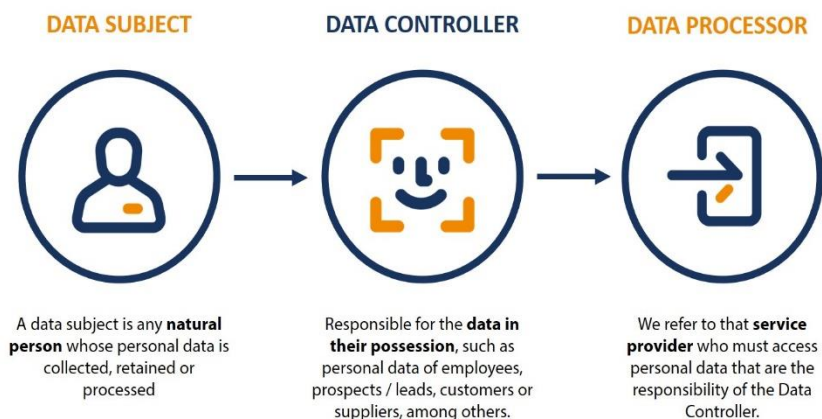 DATA SUBJECT
DATA CONTROLLER
DATA PROCESSOR
A data subject is any natural
person whose personal data is
collected, retained or
processed
Responsible for the data in
their possession, such as
personal data of employees,
prospects / leads, customers or
suppliers, among others.
We refer to that service
provider who must access
personal data that are the
responsibility of the Data
Controller.